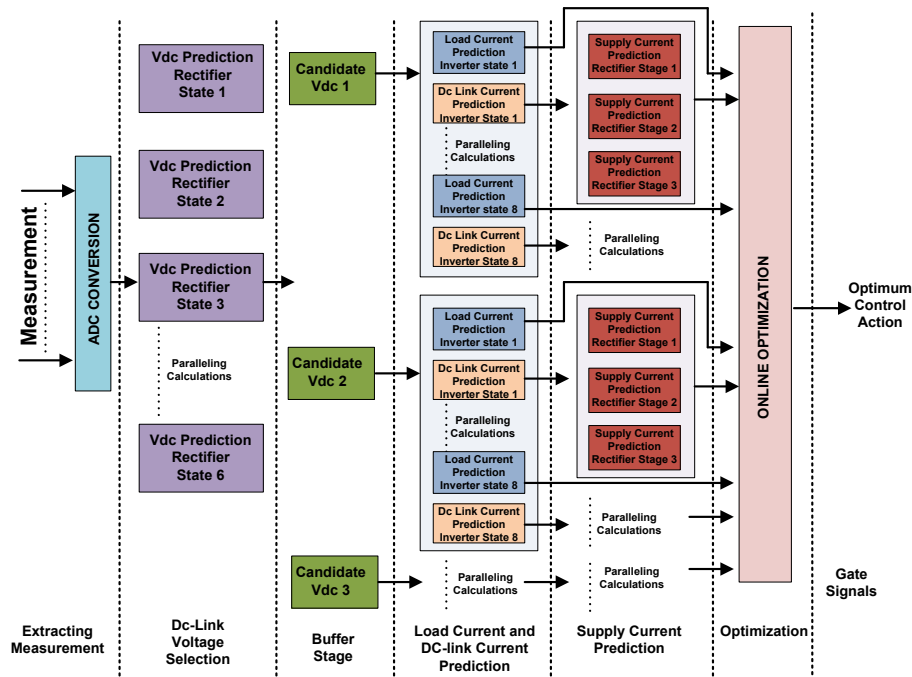 Measurement
ADC CONVERSION
Vdc Prediction
Rectifier
State 1
Vdc Prediction
Rectifier
State 2
Vdc Prediction
Rectifier
State 3
Paralleling
Calculations
Vdc Prediction
Rectifier
State 6
Candidate
Vdc 1
Candidate
Vdc 2
Candidate
Vdc 3
Load Current
Prediction
Inverter state 1
Dc Link Current
Prediction
Inverter State 1
Paralleling
Calculations
Load Current
Prediction
Inverter state 8
Dc Link Current
Prediction
Inverter State 8
Load Current
Prediction
Inverter state 1
Dc Link Current
Prediction
Inverter State 1
Paralleling
Calculations
Load Current
Prediction
Inverter state 8
Dc Link Current
Prediction
Inverter State 8
Paralleling
Calculations
Supply Current
Prediction
Rectifier Stage 1
Supply Current
Prediction
Rectifier Stage 2
Supply Current
Prediction
Rectifier Stage 3
Paralleling
Calculations
Supply Current
Prediction
Rectifier Stage 1
Supply Current
Prediction
Rectifier Stage 2
Supply Current
Prediction
Rectifier Stage 3
Paralleling
Calculations
Paralleling
Calculations
ONLINE OPTIMIZATION
Optimum
Control
Action
Gate
Signals
Extracting
Measurement
Dc-Link
Voltage
Selection
Buffer
Stage
Load Current and
DC-link Current
Prediction
Supply Current
Prediction
Optimization